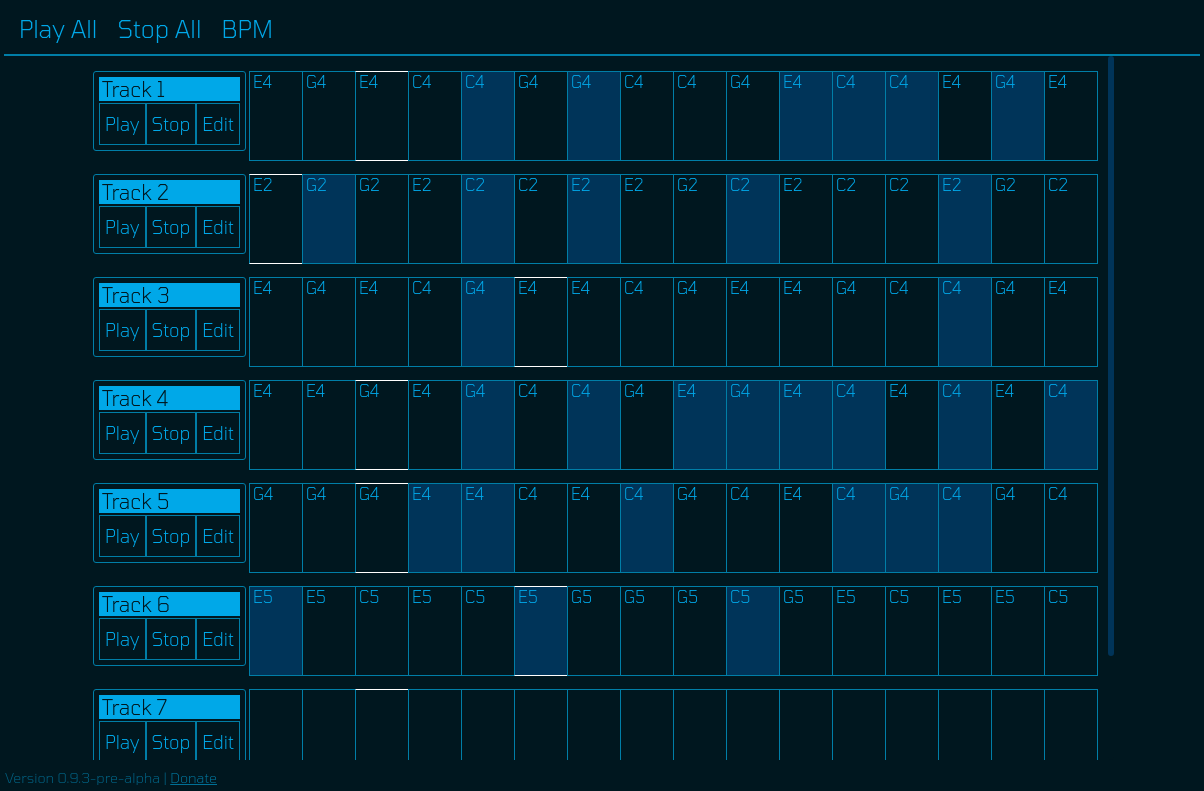 Play All Stop All BPM
Track 1
Play Stop Edit
E4 G4 E4 C4 C4 G4 G4 C4 C4 G4 E4 C4 C4 E4 G4 E4
Track 2
Play Stop Edit
E2 G2 G2 E2 C2 C2 E2 E2 G2 C2 E2 C2 C2 E2 G2 C2
Track 3
Play Stop Edit
E4 G4 E4 C4 G4 E4 E4 C4 G4 E4 E4 G4 C4 C4 G4 E4
Track 4
Play Stop Edit
E4 E4 G4 E4 G4 C4 C4 G4 E4 G4 E4 C4 E4 C4 E4 C4
Track 5
Play Stop Edit
G4 G4 G4 E4 E4 C4 E4 C4 G4 C4 E4 C4 G4 C4 G4 C4
Track 6
Play Stop Edit
E5 E5 C5 E5 C5 E5 G5 G5 G5 C5 G5 E5 C5 E5 E5 C5
Track 7
Play Stop Edit
Version 0.9.3-pre-alpha | Donate